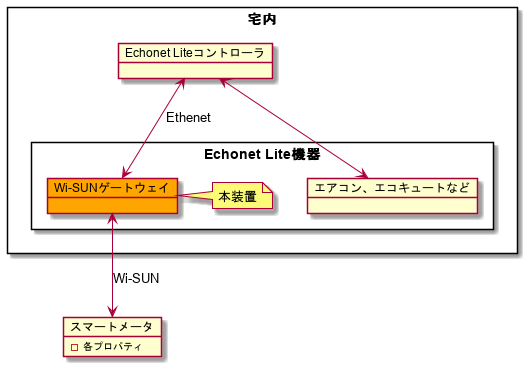 宅内
Echonet Liteコントローラ
Ethenet
Echonet Lite機器
Wi-SUNゲートウェイ
本装置
エアコン、エコキュートなど
Wi-SUN
スマートメータ
各プロパティ